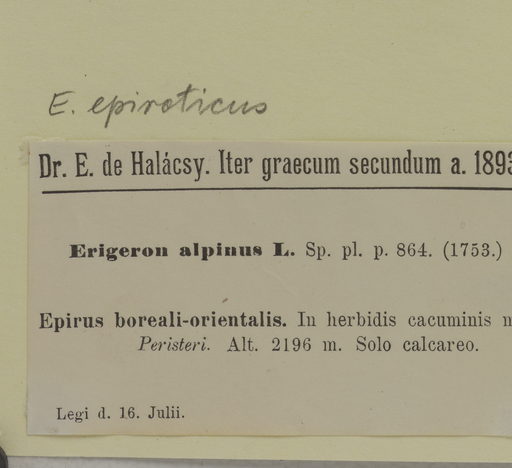 E. epiroticus
Dr. E. de Halácsy. Iter graecum secundum a. 1893
Erigeron alpinus L. Sp. pl. p. 864. (1753.)
Epirus boreali-orientalis. In herbidis cacuminis
Peristeri. Alt. 2196 m. Solo calcareo.
Legi d. 16. Julii.